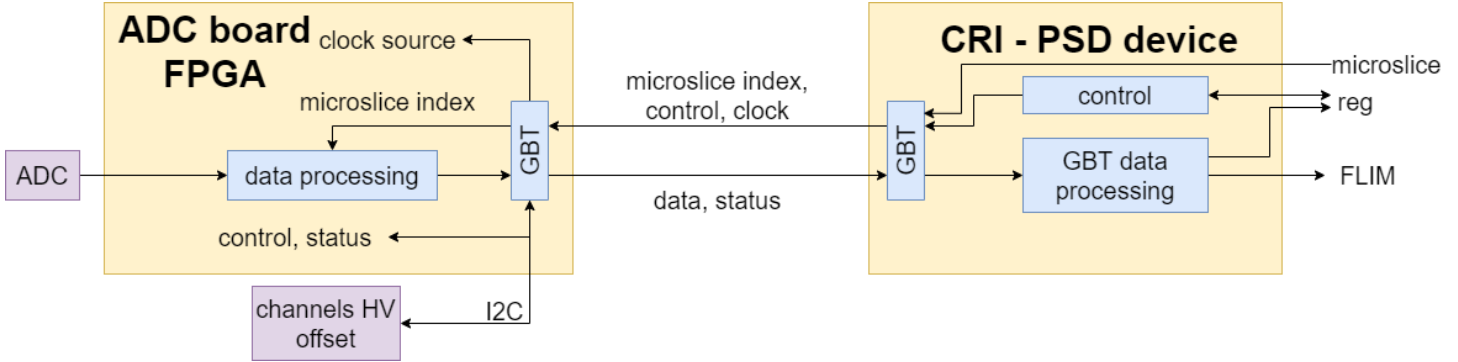 ADC board
FPGA
clock source
microslice index
GBT
ADC
data processing
control, status
channels HV
offset
I2C
microslice index,
control, clock
data, status
CRI - PSD device
GBT
control
GBT data
processing
microslice
reg
FLIM